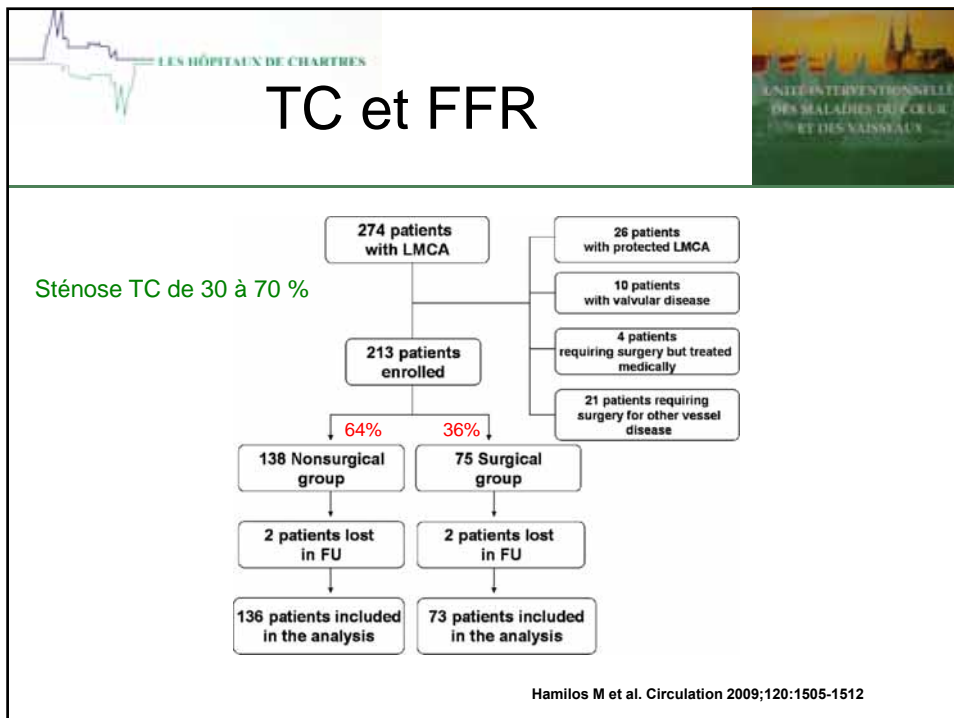 LES HÔPITAUX DE CHARTRES
UNITÉ INTERVENTIONNELLE
DES MALADIES DU CŒUR
ET DES VAISSEAUX
TC et FFR
Sténose TC de 30 à 70 %
274 patients
with LMCA
26 patients
with protected LMCA
10 patients
with valvular disease
4 patients
requiring surgery but treated
medically
21 patients requiring
surgery for other vessel
disease
213 patients
enrolled
64%
36%
138 Nonsurgical
group
75 Surgical
group
2 patients lost
in FU
2 patients lost
in FU
136 patients included
in the analysis
73 patients included
in the analysis
Hamilos M et al. Circulation 2009;120:1505-1512